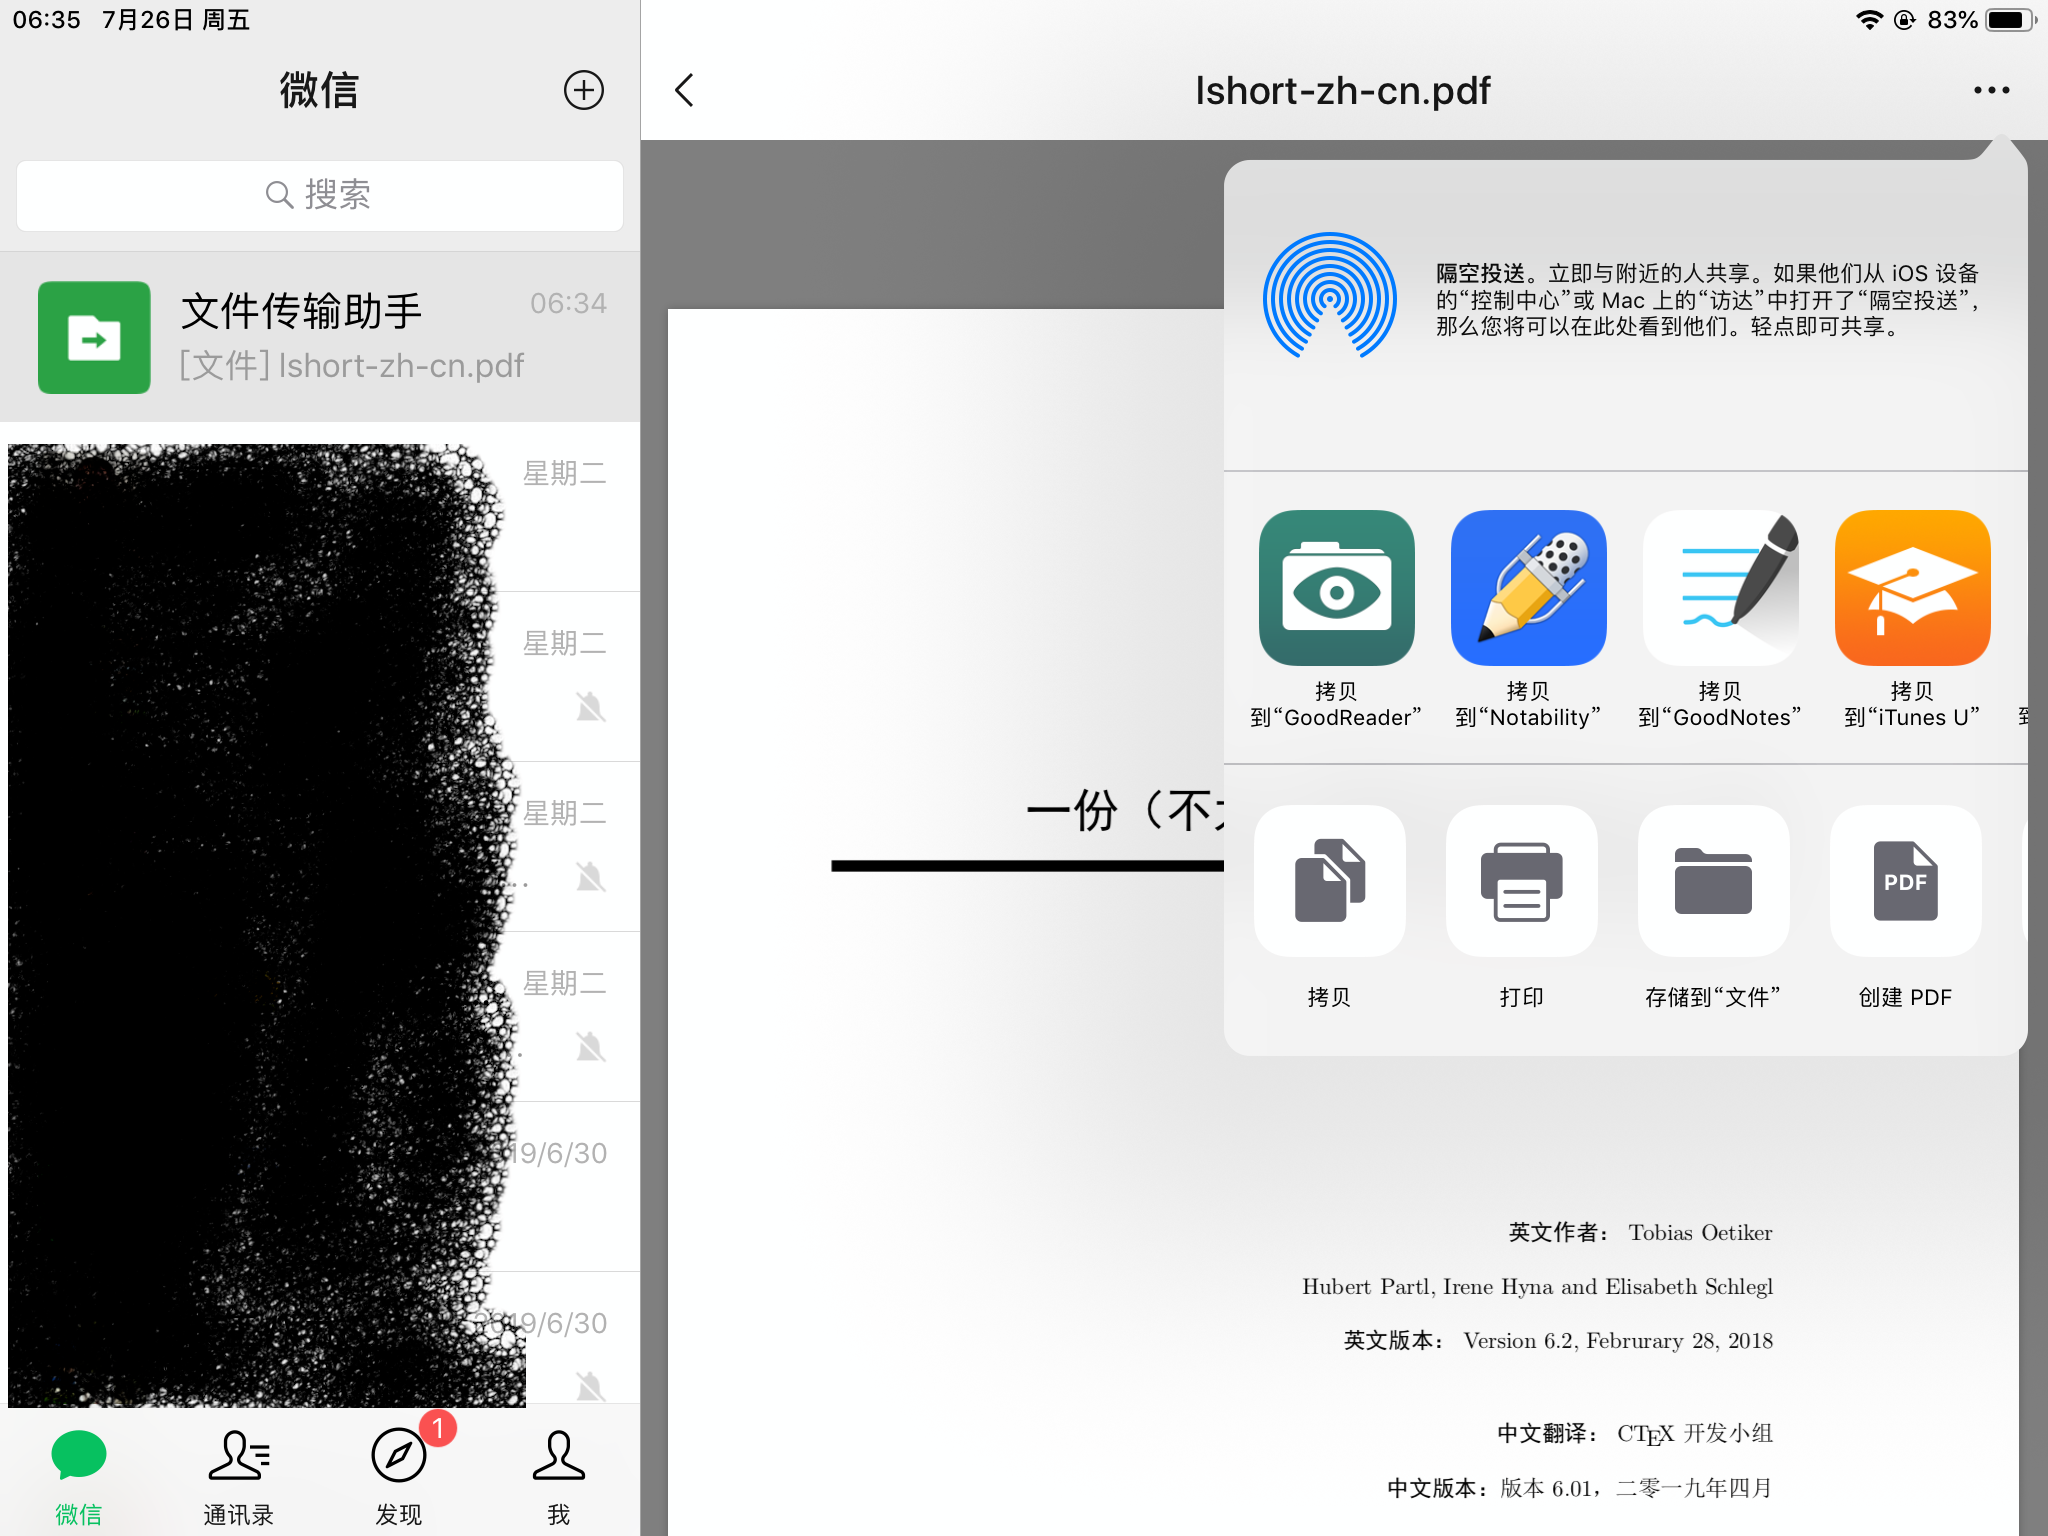 06:35 7月26日 周五
83%
微信
搜索
文件传输助手
06:34
[文件] lshort-zh-cn.pdf
星期二
星期二
星期二
星期二
19/6/30
19/6/30
微信
通讯录
发现
1
我
lshort-zh-cn.pdf
隔空投送。立即与附近的人共享。如果他们从 iOS 设备
的“控制中心”或 Mac 上的“访达”中打开了“隔空投送”,
那么您将可以在此处看到他们。轻点即可共享。
拷贝
到“GoodReader”
拷贝
到“Notability”
拷贝
到“GoodNotes”
拷贝
到“iTunes U”
PDF
拷贝
打印
存储到“文件”
创建 PDF
一份（不
英文作者： Tobias Oetiker
Hubert Partl, Irene Hyna and Elisabeth Schlegl
英文版本： Version 6.2, Februrary 28, 2018
中文翻译： CTEX 开发小组
中文版本：版本 6.01，二零一九年四月